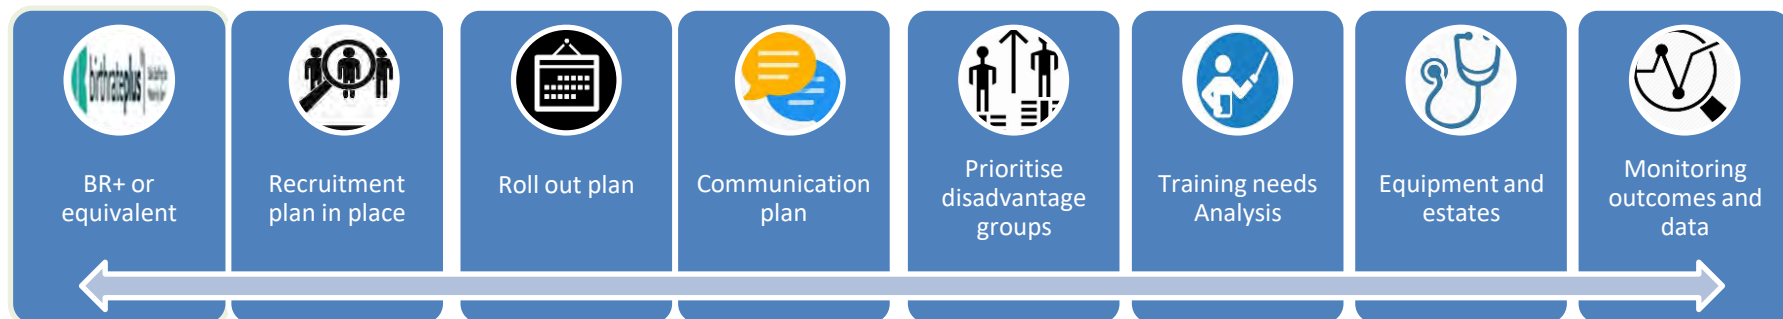 birthrateplus
BR+ or
equivalent
Recruitment
plan in place
Roll out plan
Communication
plan
Prioritise
disadvantage
groups
Training needs
Analysis
Equipment and
estates
Monitoring
outcomes and
data